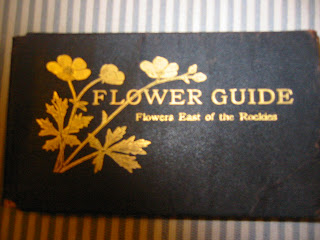 FLOWER GUIDE
Flowers East of the Rockies